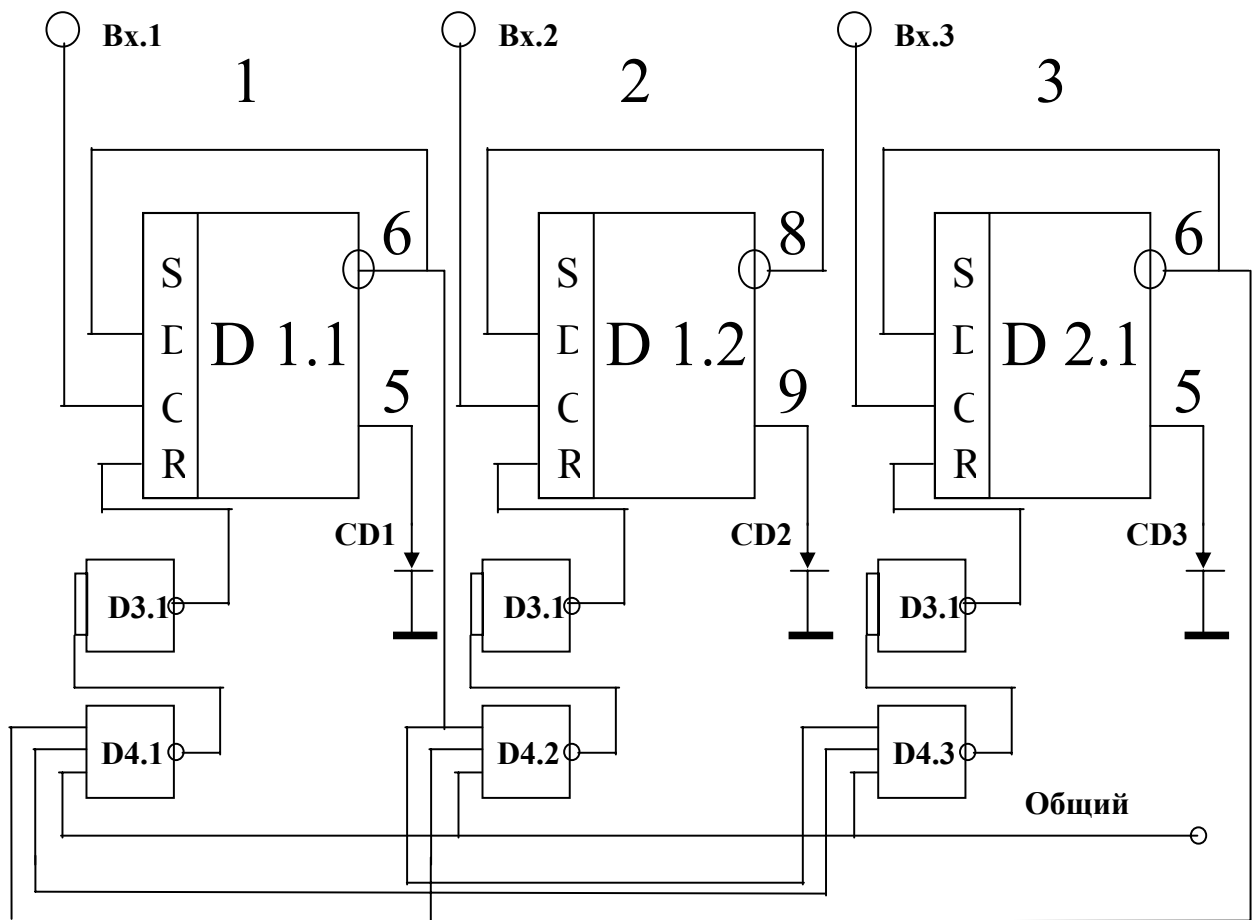 Вх.1 Вх.2 Вх.3
1 2 3
6 8 6
S S S
D D D
D 1.1 D 1.2 D 2.1
5 9 5
C C C
R R R
CD1 CD2 CD3
D3.1 D3.1 D3.1
D4.1 D4.2 D4.3
Общий